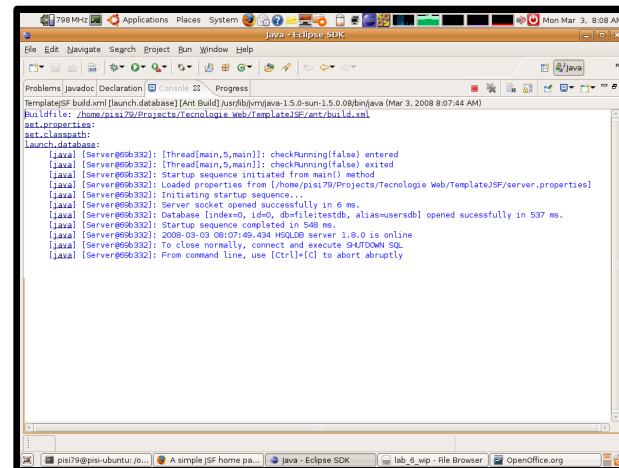 798 MHz Applications Places System Mon Mar 3, 8:08 AM
Java - Eclipse SDK
File Edit Navigate Search Project Run Window Help
Java
Problems Javadoc Declaration Console Progress
TemplateJSF build.xml [launch.database] [Ant Build] /usr/lib/jvm/java-1.5.0-sun-1.5.0.08/bin/java (Mar 3, 2008 8:07:44 AM)
Buildfile: /home/pisi79/Projects/Tecnologie Web/TemplateJSF/ant/build.xml
set.properties:
set.classpath:
launch.database:
[java] [Server@69b332]: [Thread[main,5,main]]: checkRunning(false) entered
[java] [Server@69b332]: [Thread[main,5,main]]: checkRunning(false) exited
[java] [Server@69b332]: Startup sequence initiated from main() method
[java] [Server@69b332]: Loaded properties from [/home/pisi79/Projects/Tecnologie Web/TemplateJSF/server.properties]
[java] [Server@69b332]: Initiating startup sequence...
[java] [Server@69b332]: Server socket opened successfully in 6 ms.
[java] [Server@69b332]: Database [index=0, id=0, db=file:testdb, alias=usersdb] opened sucessfully in 537 ms.
[java] [Server@69b332]: Startup sequence completed in 548 ms.
[java] [Server@69b332]: 2008-03-03 08:07:49.434 HSQLDB server 1.8.0 is online
[java] [Server@69b332]: To close normally, connect and execute SHUTDOWN SQL
[java] [Server@69b332]: From command line, use [Ctrl]+[C] to abort abruptly
pisi79@pisi-ubuntu: /o... A simple JSF home pa... Java - Eclipse SDK lab_6_wip - File Browser OpenOffice.org